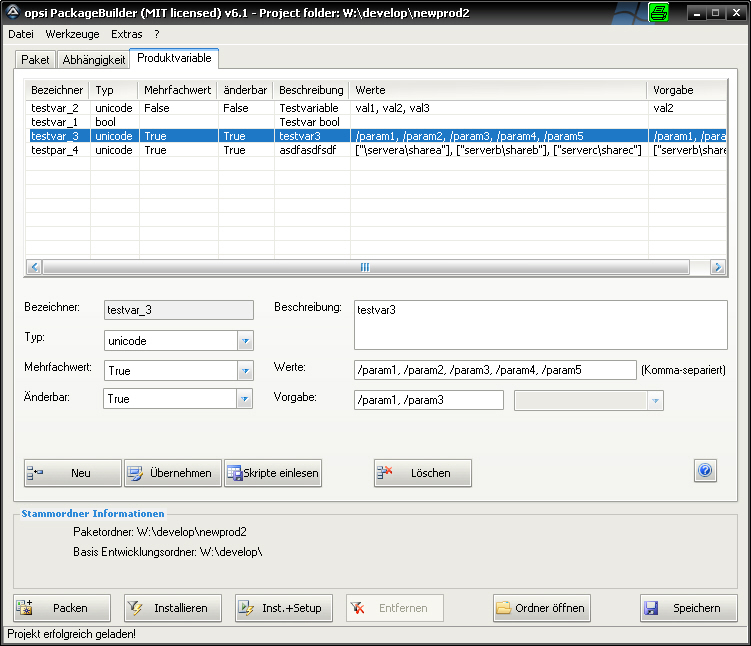 opsi PackageBuilder (MIT licensed) v6.1 - Project folder: W:\develop\newprod2
Datei Werkzeuge Extras ?
Paket Abhängigkeit Produktvariable
Bezeichner Typ Mehrfachwert änderbar Beschreibung Werte Vorgabe
testvar_2 unicode False False Testvariable val1, val2, val3 val2
testvar_1 bool Testvar bool
testvar_3 unicode True True testvar3 /param1, /param2, /param3, /param4, /param5 /param1, /para
testpar_4 unicode True True asdfasdfsdf ["\servera\sharea"], ["serverb\shareb"], ["serverc\sharec"] ["serverb\share
Bezeichner: testvar_3 Beschreibung: testvar3
Typ: unicode
Mehrfachwert: True Werte: /param1, /param2, /param3, /param4, /param5 (Komma-separiert)
Änderbar: True Vorgabe: /param1, /param3
Neu Übernehmen Skripte einlesen Löschen ?
Stammordner Informationen
Paketordner: W:\develop\newprod2
Basis Entwicklungsordner: W:\develop\
Packen Installieren Inst.+Setup Entfernen Ordner öffnen Speichern
Projekt erfolgreich geladen!